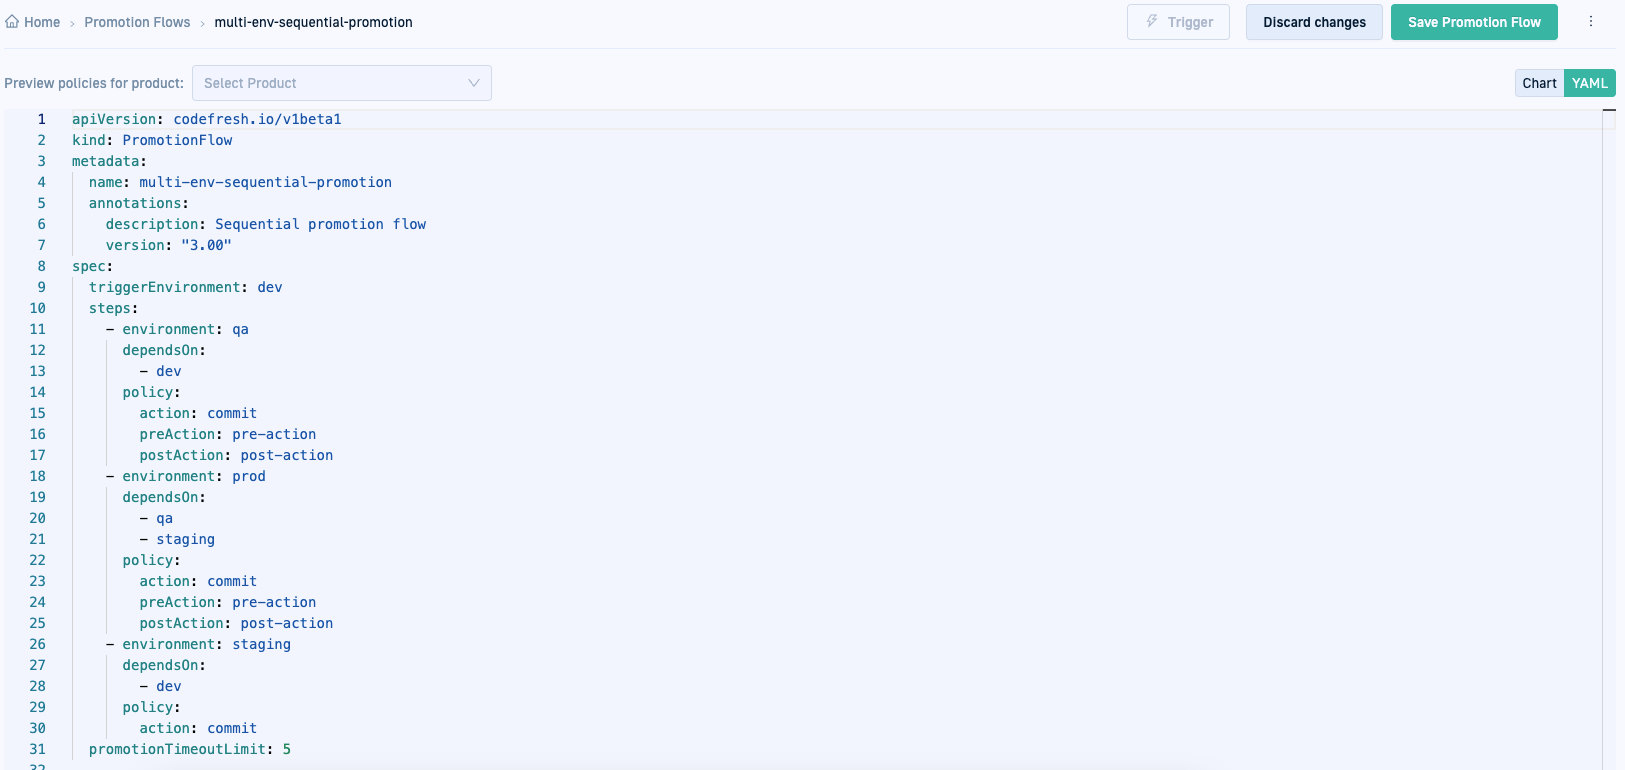 Home > Promotion Flows > multi-env-sequential-promotion Trigger Discard changes Save Promotion Flow
Preview policies for product: Select Product Chart YAML
1 apiVersion: codefresh.io/v1beta1
2 kind: PromotionFlow
3 metadata:
4   name: multi-env-sequential-promotion
5   annotations:
6     description: Sequential promotion flow
7     version: "3.00"
8 spec:
9   triggerEnvironment: dev
10   steps:
11     - environment: qa
12       dependsOn:
13         - dev
14       policy:
15         action: commit
16         preAction: pre-action
17         postAction: post-action
18     - environment: prod
19       dependsOn:
20         - qa
21         - staging
22       policy:
23         action: commit
24         preAction: pre-action
25         postAction: post-action
26     - environment: staging
27       dependsOn:
28         - dev
29       policy:
30         action: commit
31   promotionTimeoutLimit: 5
32